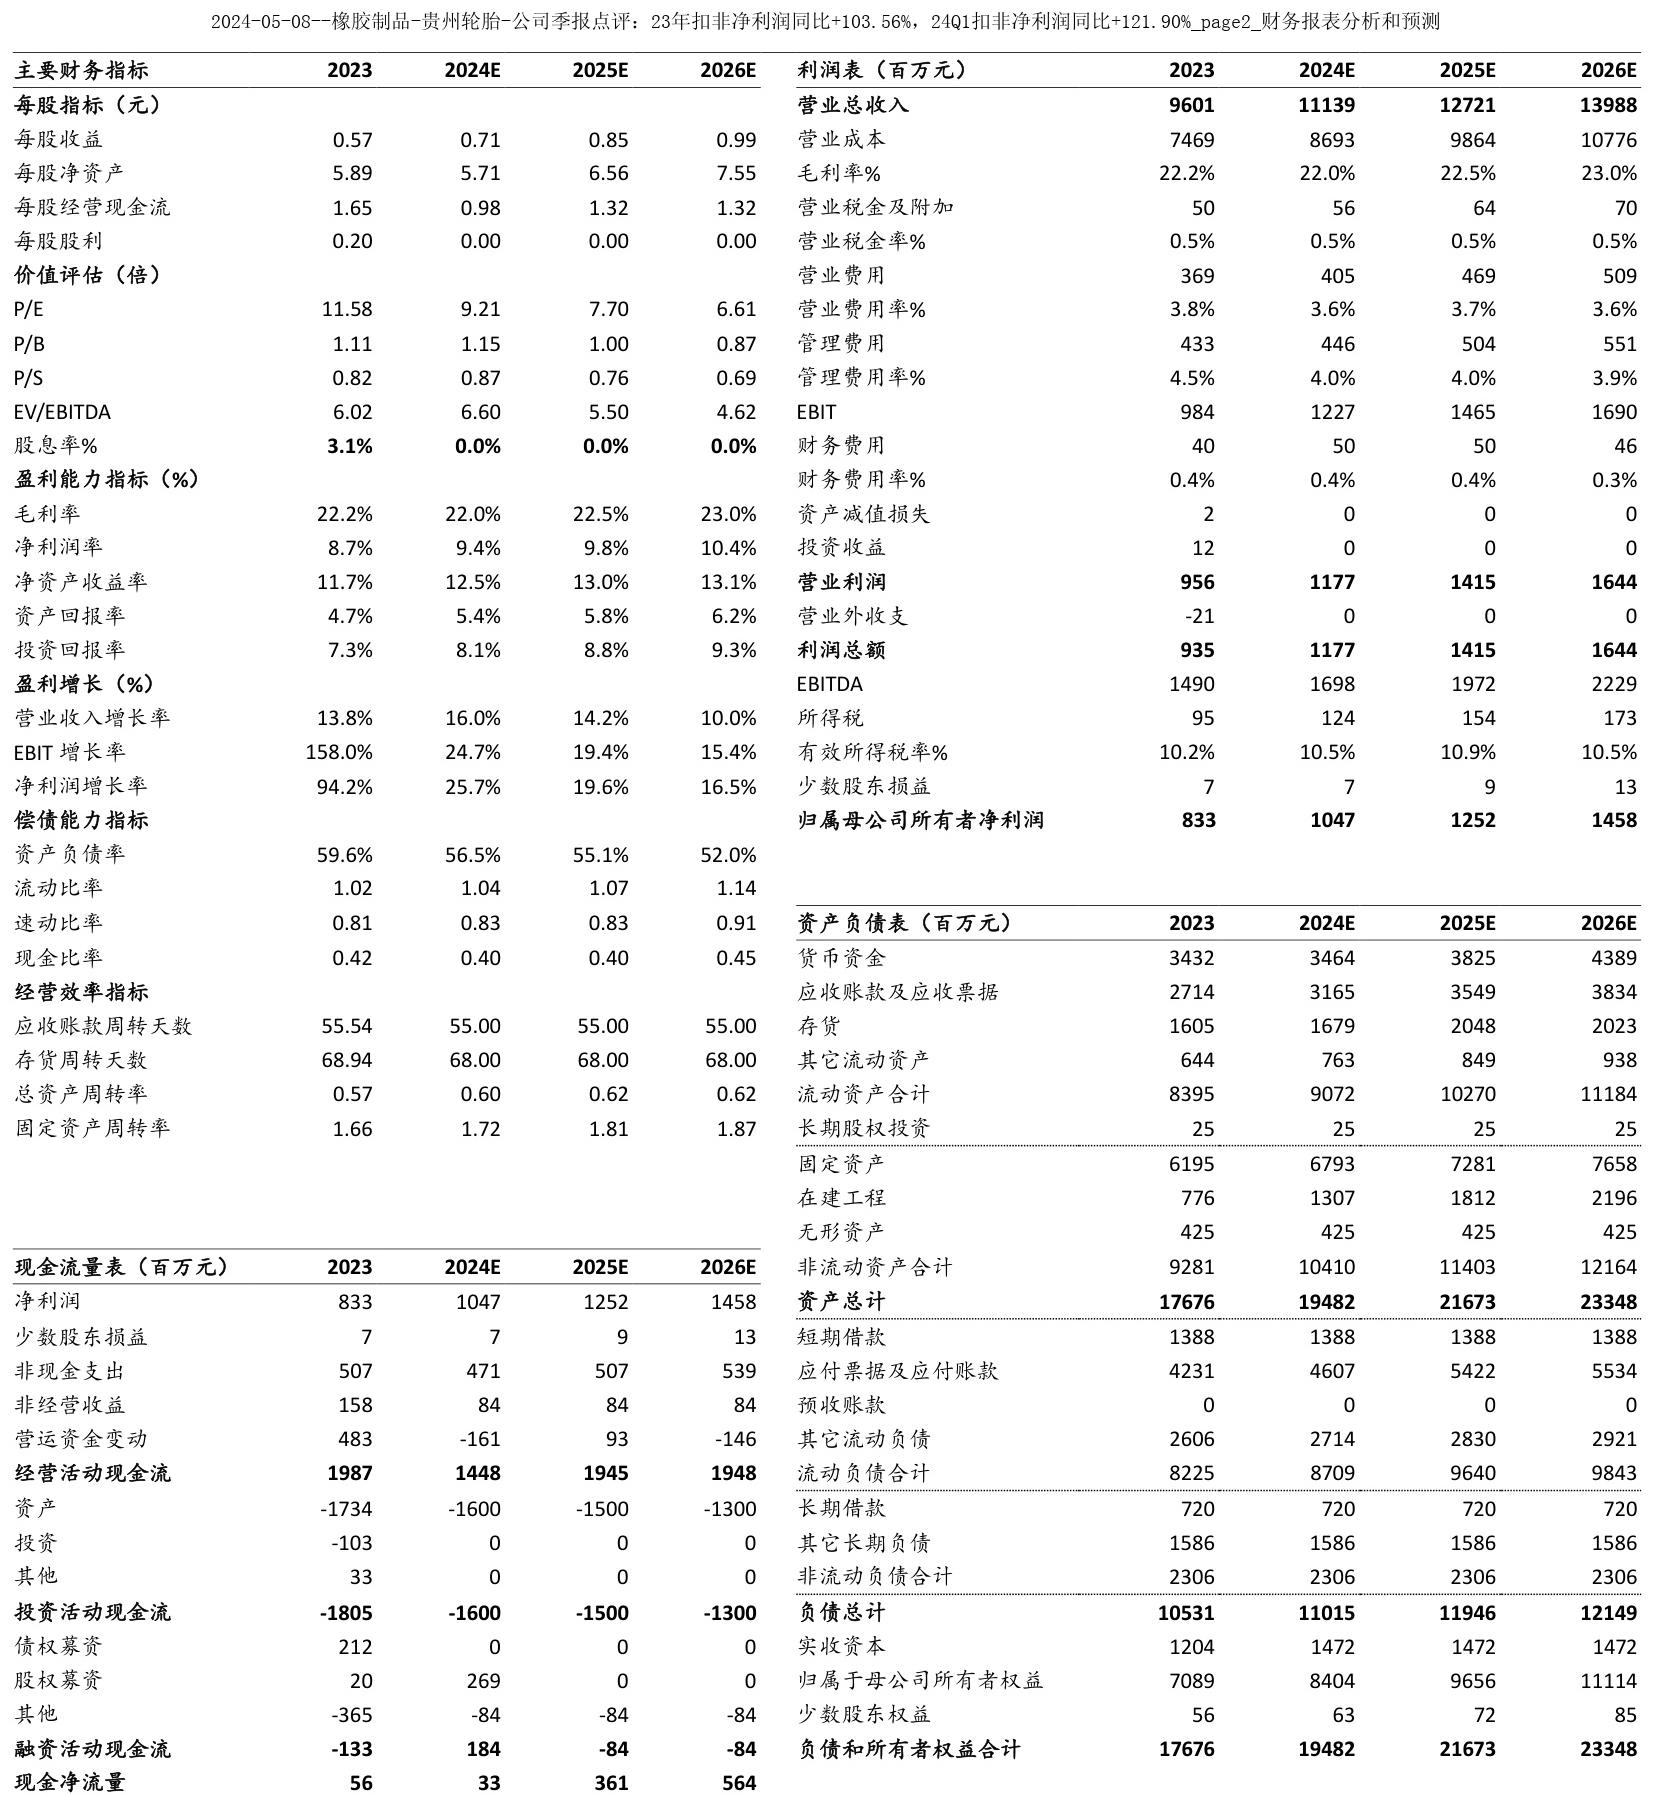 2024-05-08--橡胶制品-贵州轮胎-公司季报点评：23年扣非净利润同比+103.56%，24Q1扣非净利润同比+121.90%_page2_财务报表分析和预测
主要财务指标 2023 2024E 2025E 2026E
每股指标（元）
每股收益 0.57 0.71 0.85 0.99
每股净资产 5.89 5.71 6.56 7.55
每股经营现金流 1.65 0.98 1.32 1.32
每股股利 0.20 0.00 0.00 0.00
价值评估（倍）
P/E 11.58 9.21 7.70 6.61
P/B 1.11 1.15 1.00 0.87
P/S 0.82 0.87 0.76 0.69
EV/EBITDA 6.02 6.60 5.50 4.62
股息率% 3.1% 0.0% 0.0% 0.0%
盈利能力指标（%）
毛利率 22.2% 22.0% 22.5% 23.0%
净利润率 8.7% 9.4% 9.8% 10.4%
净资产收益率 11.7% 12.5% 13.0% 13.1%
资产回报率 4.7% 5.4% 5.8% 6.2%
投资回报率 7.3% 8.1% 8.8% 9.3%
盈利增长（%）
营业收入增长率 13.8% 16.0% 14.2% 10.0%
EBIT 增长率 158.0% 24.7% 19.4% 15.4%
净利润增长率 94.2% 25.7% 19.6% 16.5%
偿债能力指标
资产负债率 59.6% 56.5% 55.1% 52.0%
流动比率 1.02 1.04 1.07 1.14
速动比率 0.81 0.83 0.83 0.91
现金比率 0.42 0.40 0.40 0.45
经营效率指标
应收账款周转天数 55.54 55.00 55.00 55.00
存货周转天数 68.94 68.00 68.00 68.00
总资产周转率 0.57 0.60 0.62 0.62
固定资产周转率 1.66 1.72 1.81 1.87
现金流量表（百万元） 2023 2024E 2025E 2026E
净利润 833 1047 1252 1458
少数股东损益 7 7 9 13
非现金支出 507 471 507 539
非经营收益 158 84 84 84
营运资金变动 483 -161 93 -146
经营活动现金流 1987 1448 1945 1948
资产 -1734 -1600 -1500 -1300
投资 -103 0 0 0
其他 33 0 0 0
投资活动现金流 -1805 -1600 -1500 -1300
债权募资 212 0 0 0
股权募资 20 269 0 0
其他 -365 -84 -84 -84
融资活动现金流 -133 184 -84 -84
现金净流量 56 33 361 564
利润表（百万元） 2023 2024E 2025E 2026E
营业总收入 9601 11139 12721 13988
营业成本 7469 8693 9864 10776
毛利率% 22.2% 22.0% 22.5% 23.0%
营业税金及附加 50 56 64 70
营业税金率% 0.5% 0.5% 0.5% 0.5%
营业费用 369 405 469 509
营业费用率% 3.8% 3.6% 3.7% 3.6%
管理费用 433 446 504 551
管理费用率% 4.5% 4.0% 4.0% 3.9%
EBIT 984 1227 1465 1690
财务费用 40 50 50 46
财务费用率% 0.4% 0.4% 0.4% 0.3%
资产减值损失 2 0 0 0
投资收益 12 0 0 0
营业利润 956 1177 1415 1644
营业外收支 -21 0 0 0
利润总额 935 1177 1415 1644
EBITDA 1490 1698 1972 2229
所得税 95 124 154 173
有效所得税率% 10.2% 10.5% 10.9% 10.5%
少数股东损益 7 7 9 13
归属母公司所有者净利润 833 1047 1252 1458
资产负债表（百万元） 2023 2024E 2025E 2026E
货币资金 3432 3464 3825 4389
应收账款及应收票据 2714 3165 3549 3834
存货 1605 1679 2048 2023
其它流动资产 644 763 849 938
流动资产合计 8395 9072 10270 11184
长期股权投资 25 25 25 25
固定资产 6195 6793 7281 7658
在建工程 776 1307 1812 2196
无形资产 425 425 425 425
非流动资产合计 9281 10410 11403 12164
资产总计 17676 19482 21673 23348
短期借款 1388 1388 1388 1388
应付票据及应付账款 4231 4607 5422 5534
预收账款 0 0 0 0
其它流动负债 2606 2714 2830 2921
流动负债合计 8225 8709 9640 9843
长期借款 720 720 720 720
其它长期负债 1586 1586 1586 1586
非流动负债合计 2306 2306 2306 2306
负债总计 10531 11015 11946 12149
实收资本 1204 1472 1472 1472
归属于母公司所有者权益 7089 8404 9656 11114
少数股东权益 56 63 72 85
负债和所有者权益合计 17676 19482 21673 23348